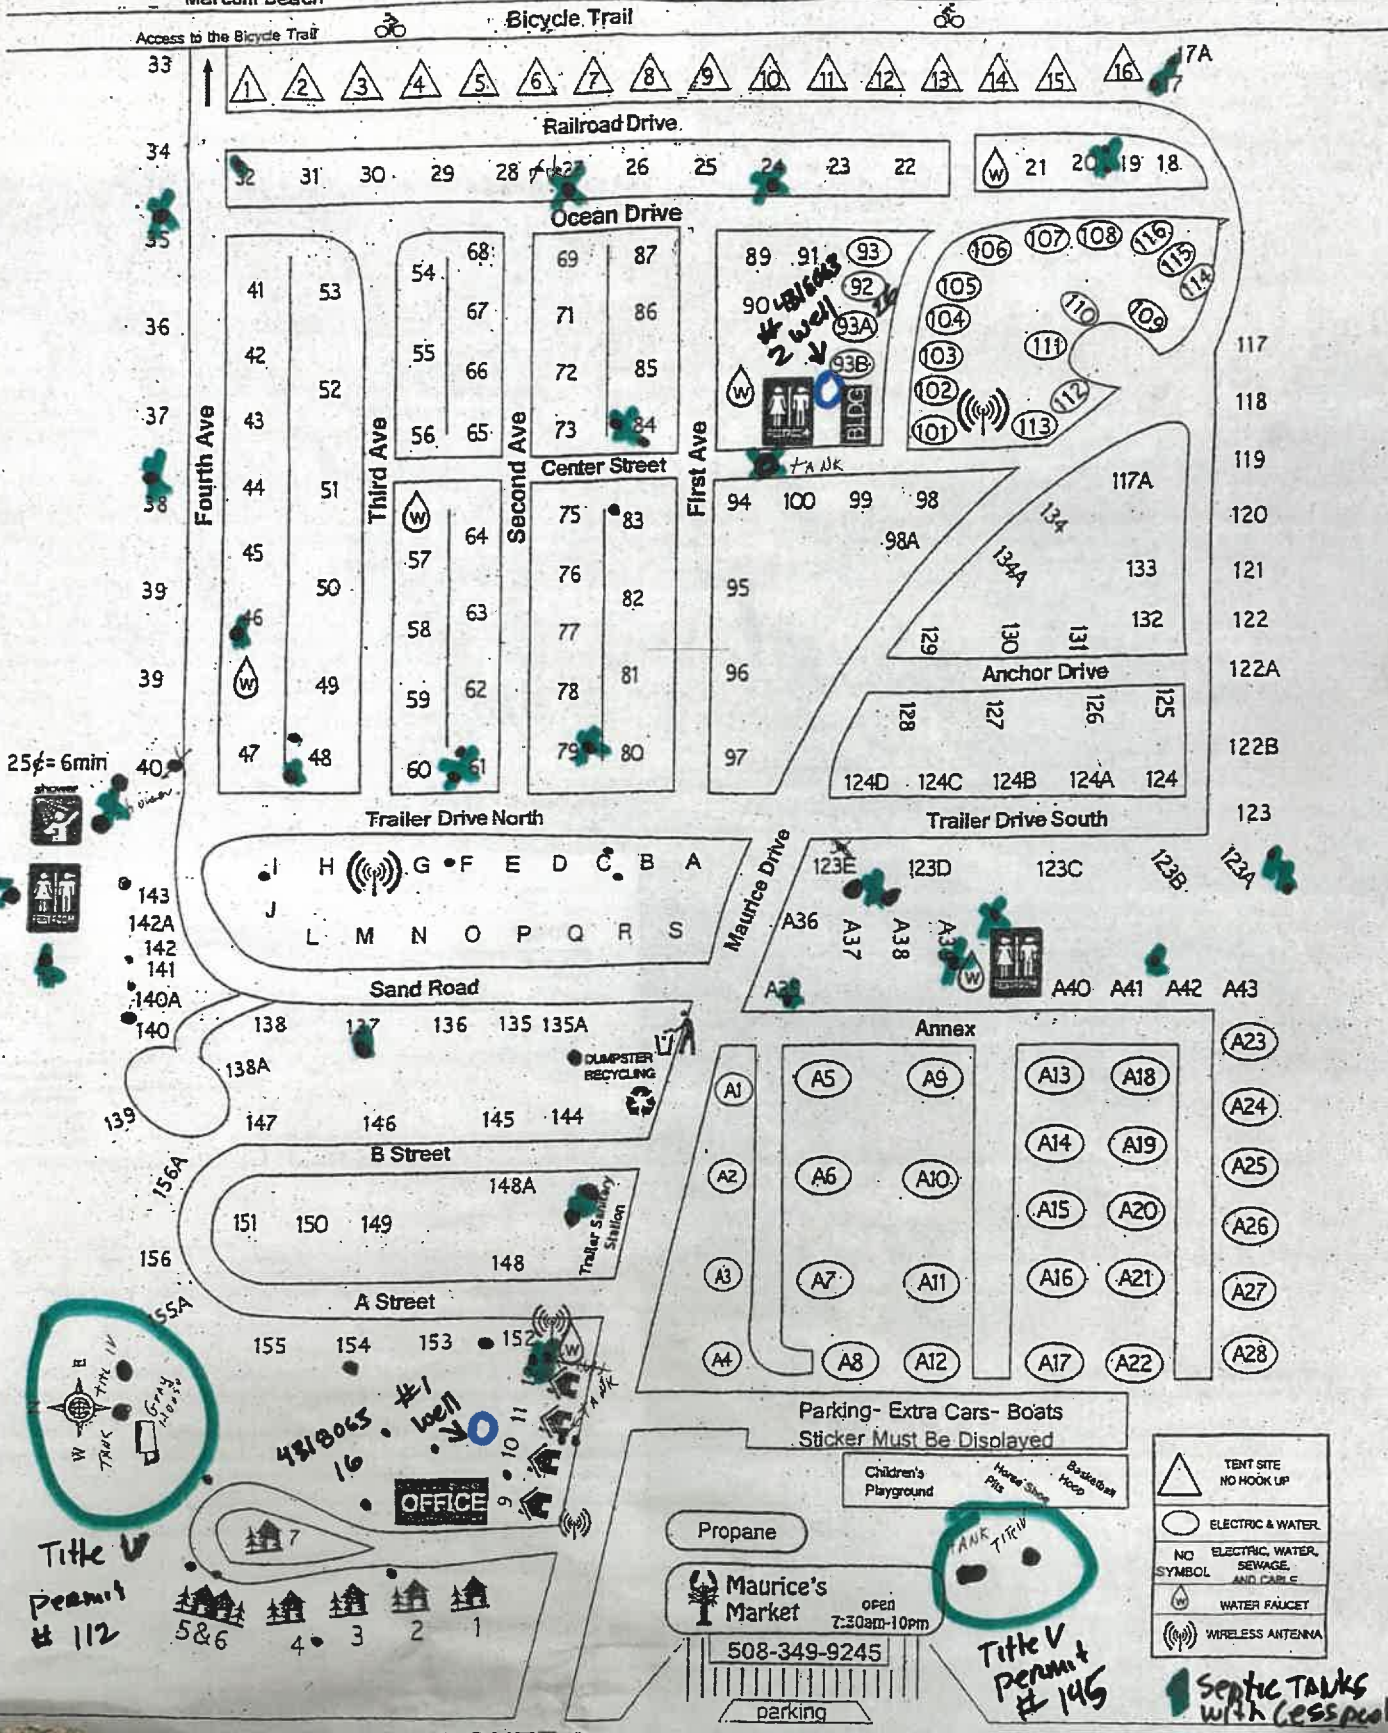 Bicycle Trail
Access to the Bicycle Trail
33
1 2 3 4 5 6 7 8 9 10 11 12 13 14 15 16
17A
17
Railroad Drive
34
32 31 30 29 28 27 26 25 24 23 22
21 20 19 18
Ocean Drive
35
41 53
54 68
69 87
89 91 93
106 107 108 116
115
114
92
105
67
90
71 86
93A
104
110 109
36
# 4318063
2 well
42
55 66
72 85
93B
103 111
117
52
102
112
118
37
43
56 65
73 84
BLDG
101 113
Fourth Ave
Third Ave
Second Ave
First Ave
Center Street
TANK
119
38
44 51
94 100 99 98
117A
75 83
134
120
64
98A
45
57
134A
133
121
39
50
76 82
95
46
63
58
77
129 130 131 132
122
Anchor Drive
122A
39
49
59 62
78 81
96
128 127 126 125
47 48
60 61
79 80
97
122B
25¢=6min
40
124D 124C 124B 124A 124
shower
Trailer Drive North
Trailer Drive South
123
I H G F E D C B A
123E 123D 123C 123B 123A
Maurice Drive
143
J
142A
A36 A37 A38
L M N O P Q R S
142
141
140A
Sand Road
A40 A41 A42 A43
140
138 137 136 135 135A
Annex
A23
DUMPSTER
RECYCLING
138A
A1 A5 A9 A13 A18
139
147 146 145 144
A24
B Street
A14 A19
156A
A25
A2 A6 A10
148A
151 150 149
A15 A20
A26
Trailer Sanitary
Station
156
148
A3 A7 A11 A16 A21
A27
A Street
155A
155 154 153 152
A4 A8 A12 A17 A22 A28
TANK
TITLE IV
GRAY
HOUSE
E
W
#1
well
4318063
16
11
10
9
Parking- Extra Cars- Boats
Sticker Must Be Displayed
Children's
Playground
Horse Shoe
Pits
Basketball
Hoop
OFFICE
7
Propane
TANK
Title V
permit
# 112
5&6 4 3 2 1
Maurice's
Market
open
7:30am-10pm
508-349-9245
parking
Title V
permit
# 145
TENT SITE
NO HOOK UP
ELECTRIC & WATER
NO
SYMBOL
ELECTRIC, WATER,
SEWAGE,
AND CABLE
W
WATER FAUCET
WIRELESS ANTENNA
Septic TANKS
with Cesspool